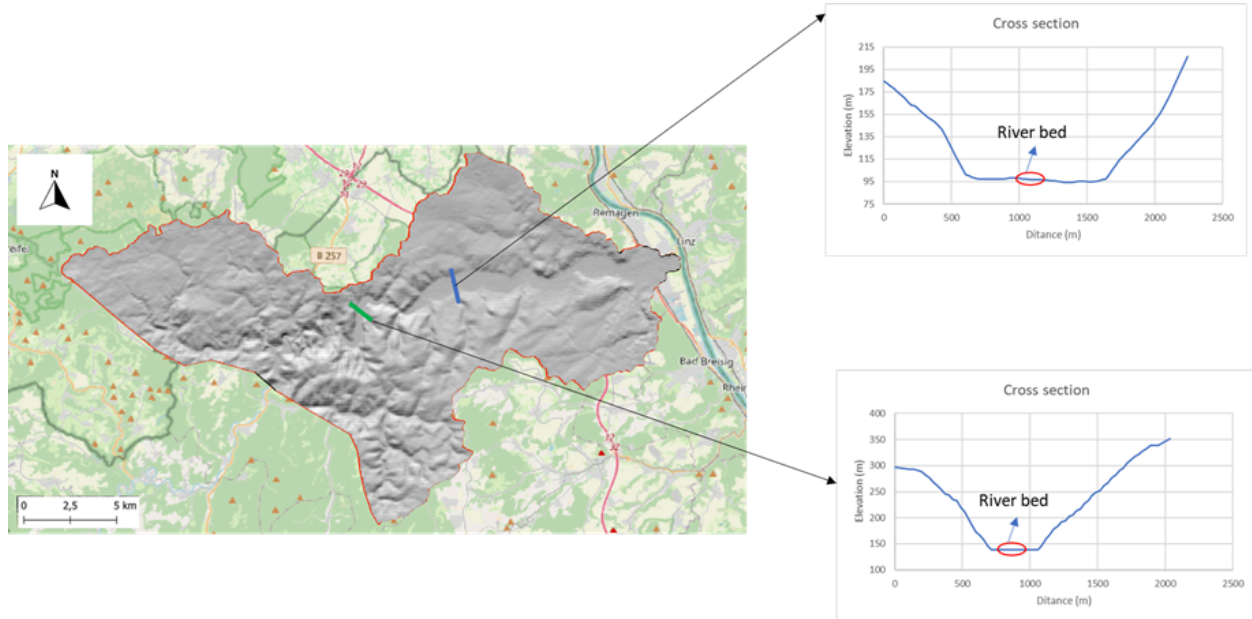 N
B 257
Remagen
Linz
eife
Bad Breisig
Rhein
0 2,5 5 km
Cross section
215
195
175
155
135
115
95
75
Elevation (m)
River bed
0 500 1000 1500 2000 2500
Ditance (m)
Cross section
400
350
300
250
200
150
100
Elevation (m)
River bed
0 500 1000 1500 2000 2500
Ditance (m)